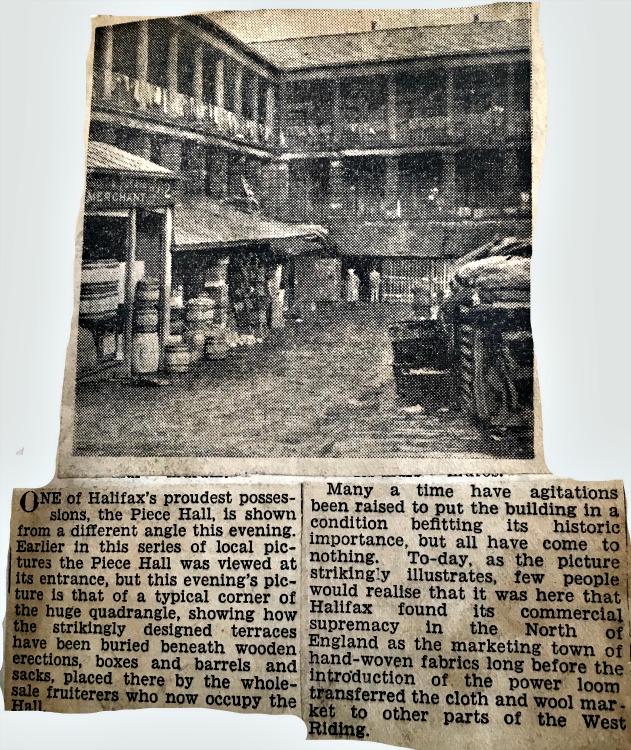 MERCHANT
ONE of Halifax's proudest posses-
sions, the Piece Hall, is shown
from a different angle this evening.
Earlier in this series of local pic-
tures the Piece Hall was viewed at
its entrance, but this evening's pic-
ture is that of a typical corner of
the huge quadrangle, showing how
the strikingly designed terraces
have been buried beneath wooden
erections, boxes and barrels and
sacks, placed there by the whole-
sale fruiterers who now occupy the
Hall.
Many a time have agitations
been raised to put the building in a
condition befitting its historic
importance, but all have come to
nothing. To-day, as the picture
strikingly illustrates, few people
would realise that it was here that
Halifax found its commercial
supremacy in the North of
England as the marketing town of
hand-woven fabrics long before the
introduction of the power loom
transferred the cloth and wool mar-
ket to other parts of the West
Riding.